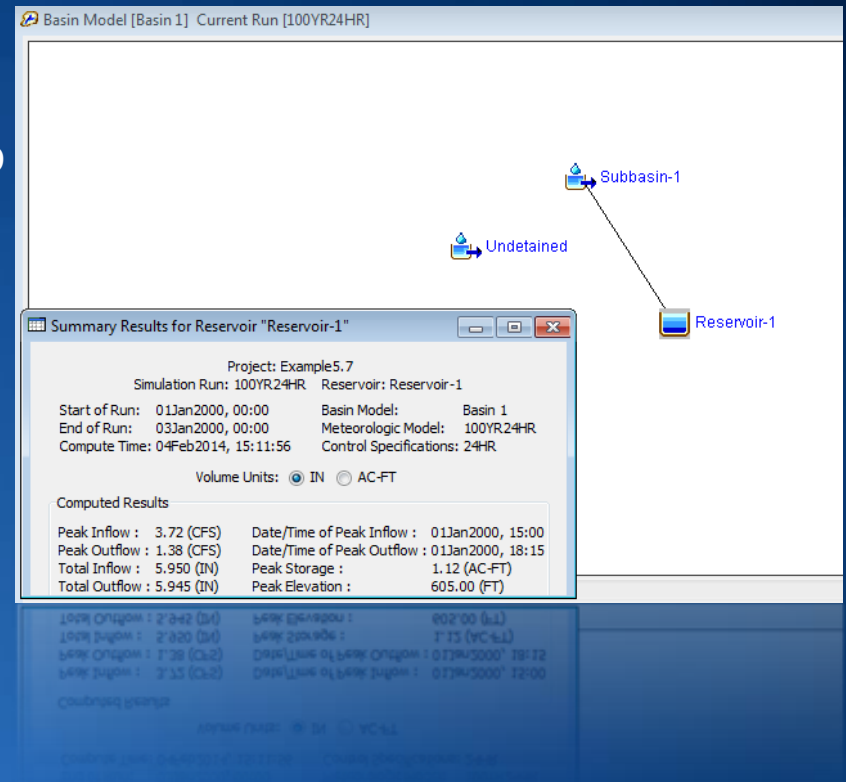 Basin Model [Basin 1] Current Run [100YR24HR]
Subbasin-1
Undetained
Reservoir-1
Summary Results for Reservoir "Reservoir-1"
Project: Example5.7
Simulation Run: 100YR24HR Reservoir: Reservoir-1
Start of Run: 01Jan2000, 00:00 Basin Model: Basin 1
End of Run: 03Jan2000, 00:00 Meteorologic Model: 100YR24HR
Compute Time: 04Feb2014, 15:11:56 Control Specifications: 24HR
Volume Units: IN AC-FT
Computed Results
Peak Inflow : 3.72 (CFS) Date/Time of Peak Inflow : 01Jan2000, 15:00
Peak Outflow : 1.38 (CFS) Date/Time of Peak Outflow : 01Jan2000, 18:15
Total Inflow : 5.950 (IN) Peak Storage : 1.12 (AC-FT)
Total Outflow : 5.945 (IN) Peak Elevation : 605.00 (FT)